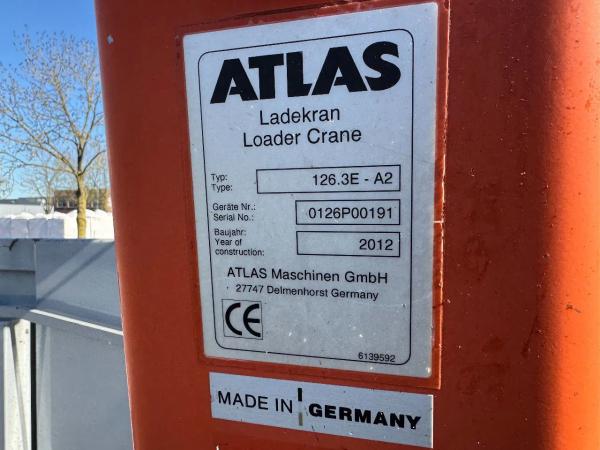 ATLAS
Ladekran
Loader Crane
Typ:
Type:
126.3E - A2
Geräte Nr.:
Serial No.:
0126P00191
Baujahr:
Year of
construction:
2012
ATLAS Maschinen GmbH
27747 Delmenhorst Germany
CE
6139592
MADE IN GERMANY